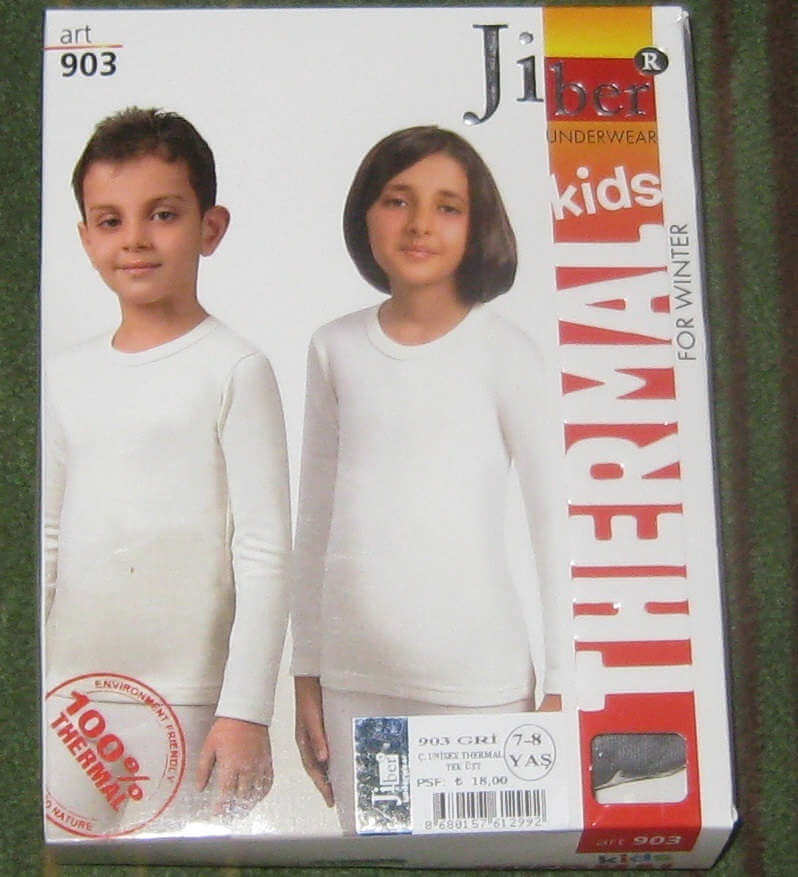 art
903
Jiber®
UNDERWEAR
kids
THERMAL
FOR WINTER
ENVIRONMENT FRIENDLY
100%
THERMAL
NATURE
Jiber
903 GRİ
Ç. UNISEX THERMAL
TEK ÜST
PSF: ₺ 18,00
7-8
YAŞ
8 680157 612992
art 903
kids